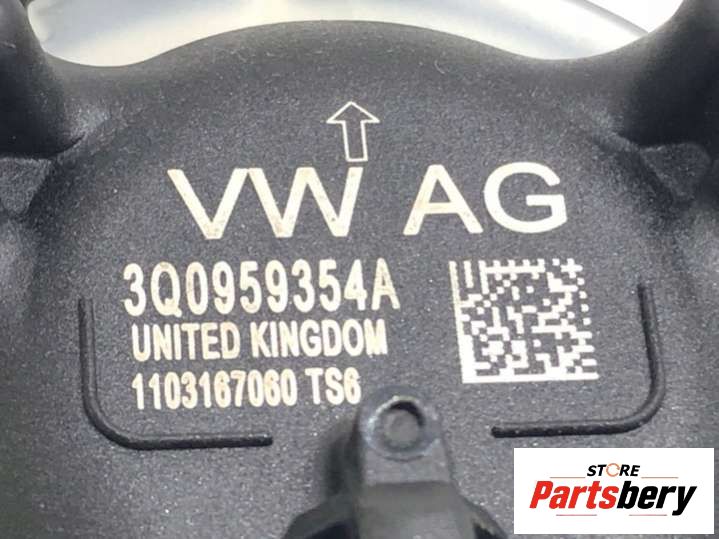 VW AG
3Q0959354A
UNITED KINGDOM
1103167060 TS6
STORE
Partsbery